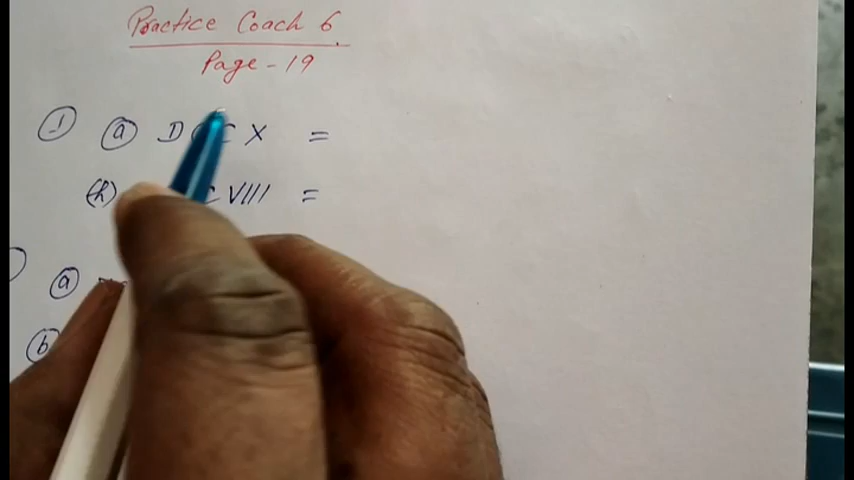 Practice Coach 6
Page - 19
1 a D C X =
(h) C VIII =
a
b